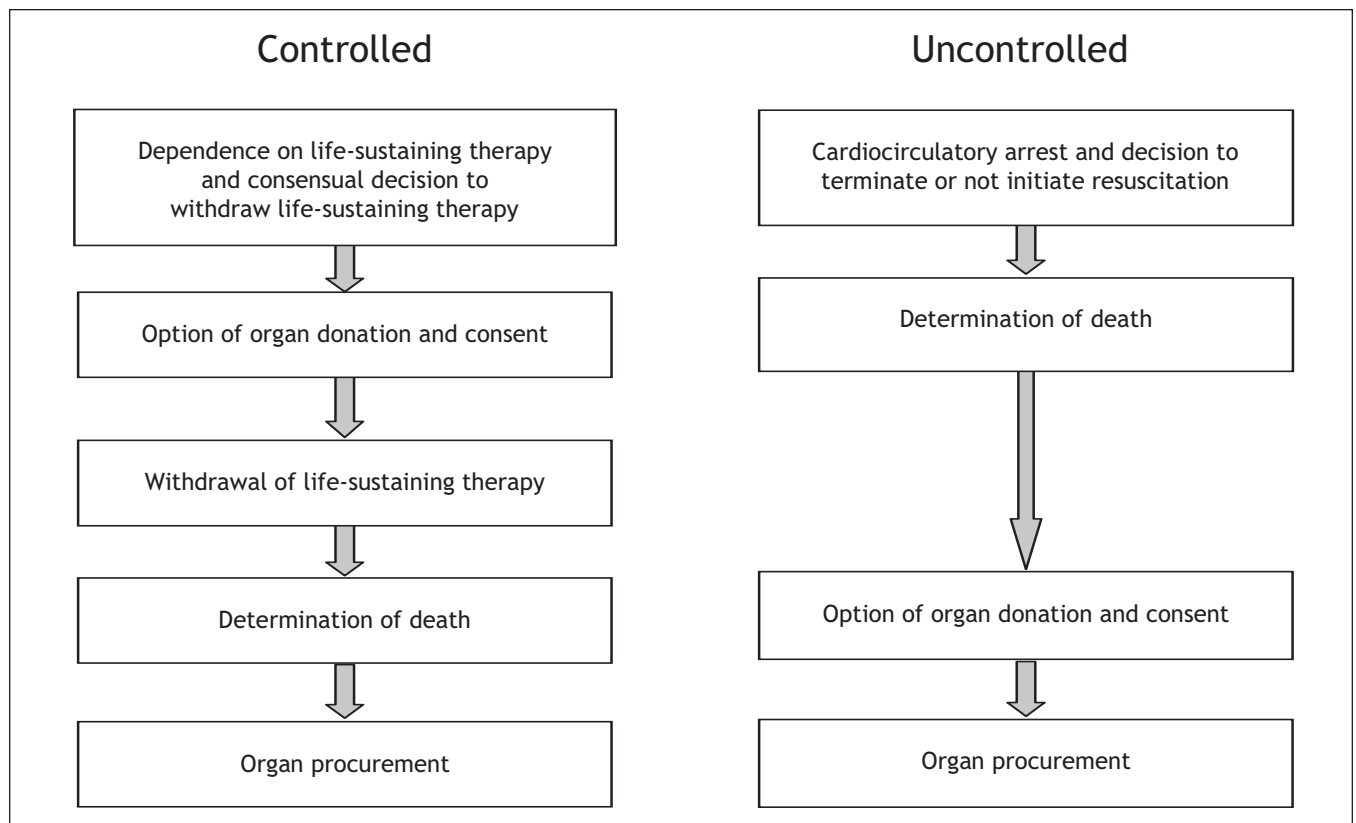 Controlled
Dependence on life-sustaining therapy
and consensual decision to
withdraw life-sustaining therapy
Option of organ donation and consent
Withdrawal of life-sustaining therapy
Determination of death
Organ procurement
Uncontrolled
Cardiocirculatory arrest and decision to
terminate or not initiate resuscitation
Determination of death
Option of organ donation and consent
Organ procurement